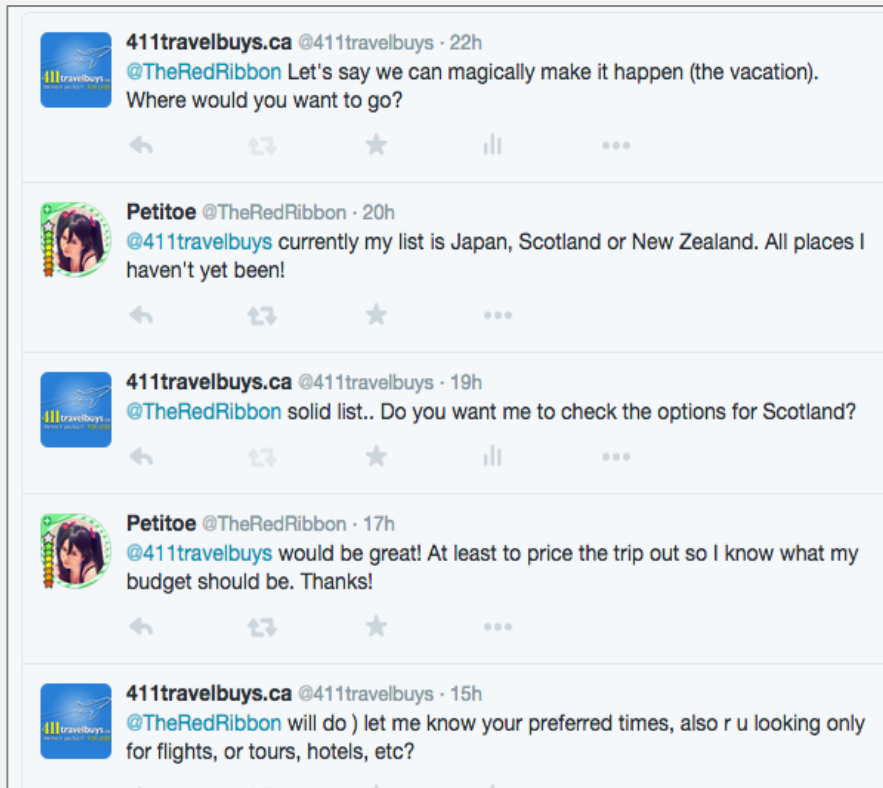 411travelbuys.ca @411travelbuys · 22h
@TheRedRibbon Let's say we can magically make it happen (the vacation).
Where would you want to go?
411travelbuys
Petitoe @TheRedRibbon · 20h
@411travelbuys currently my list is Japan, Scotland or New Zealand. All places I
haven't yet been!
411travelbuys.ca @411travelbuys · 19h
@TheRedRibbon solid list.. Do you want me to check the options for Scotland?
411travelbuys
Petitoe @TheRedRibbon · 17h
@411travelbuys would be great! At least to price the trip out so I know what my
budget should be. Thanks!
411travelbuys.ca @411travelbuys · 15h
@TheRedRibbon will do ) let me know your preferred times, also r u looking only
for flights, or tours, hotels, etc?
411travelbuys